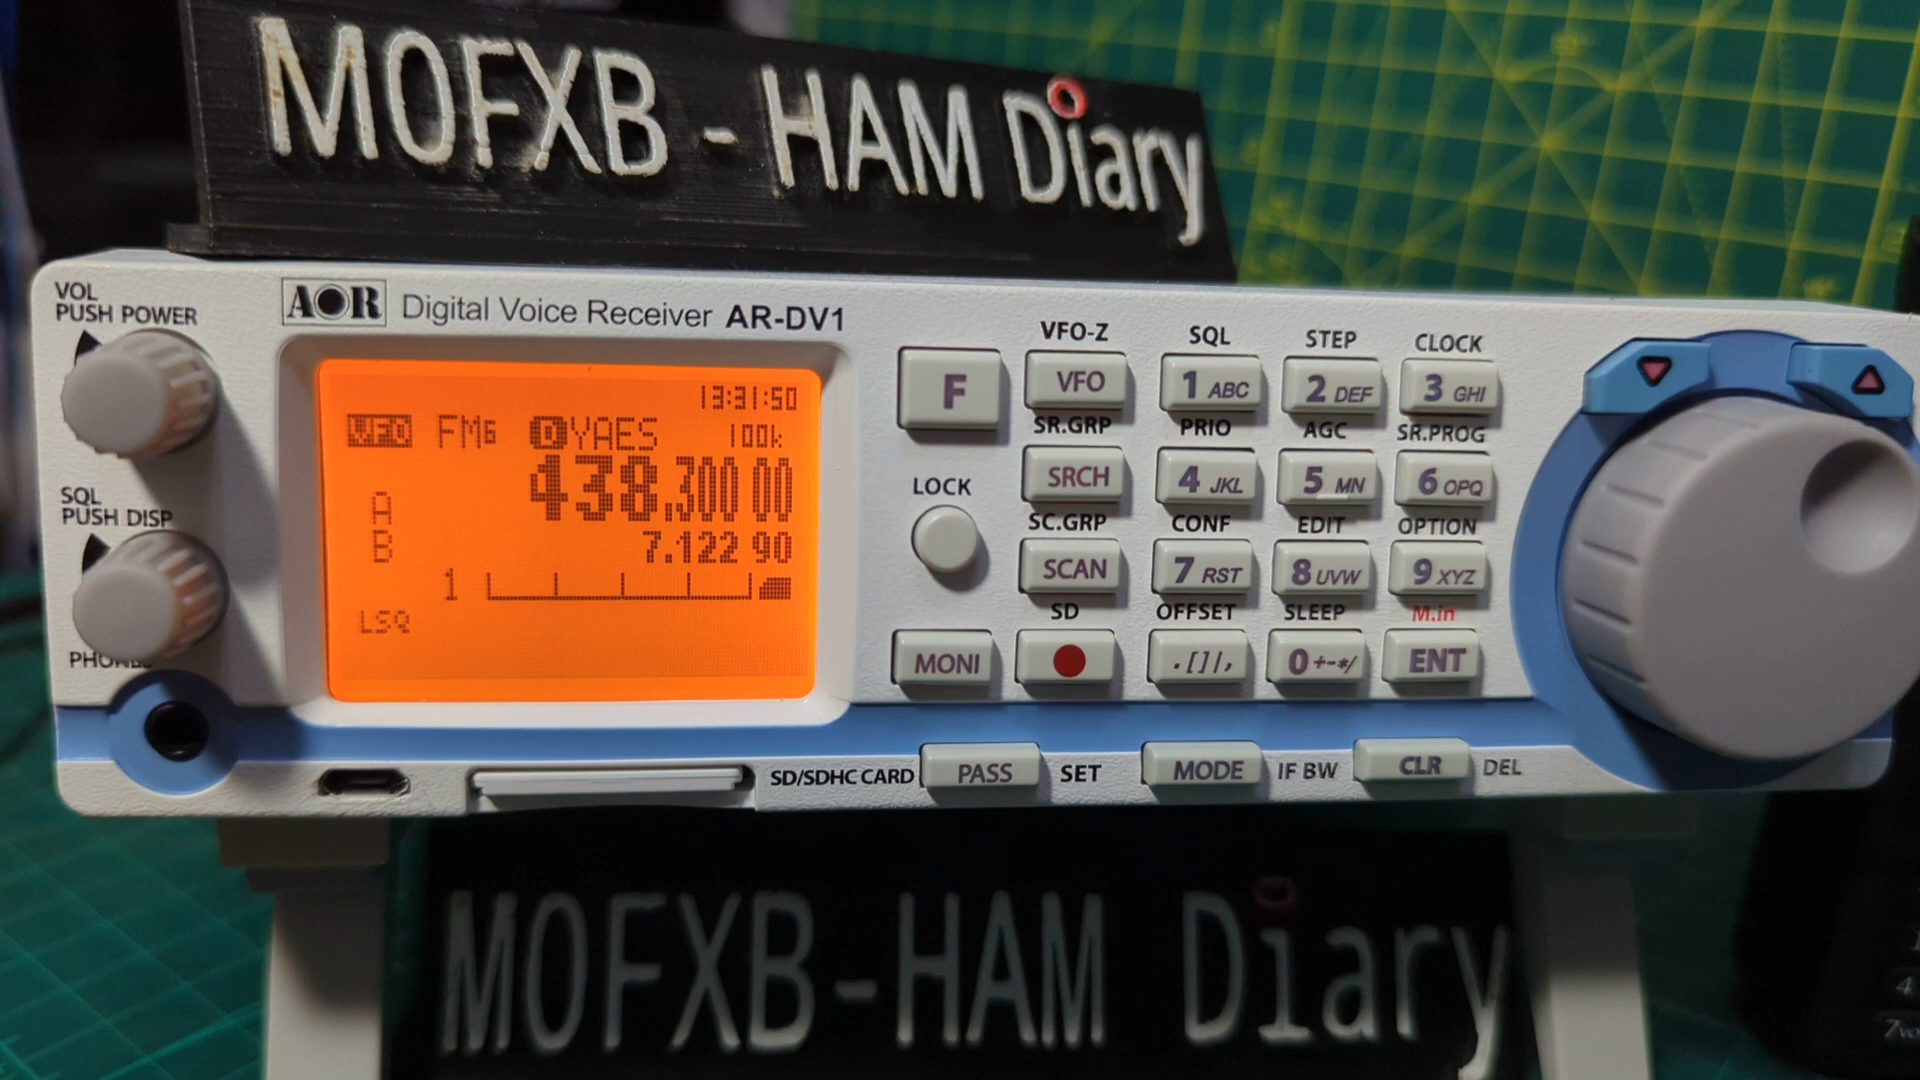 M0FXB - HAM Diary
VOL
PUSH POWER
AOR Digital Voice Receiver AR-DV1
13:31:50
VFO FM6 D YAES 100k
438.300 00
A
B 7.122 90
1
LSQ
SQL
PUSH DISP
PHONES
F
LOCK
MONI
VFO-Z SQL STEP CLOCK
VFO 1 ABC 2 DEF 3 GHI
SR.GRP PRIO AGC SR.PROG
SRCH 4 JKL 5 MN 6 OPQ
SC.GRP CONF EDIT OPTION
SCAN 7 RST 8 UVW 9 XYZ
SD OFFSET SLEEP M.in
.[]|, 0 +-*/ ENT
SD/SDHC CARD PASS SET MODE IF BW CLR DEL
M0FXB-HAM Diary
4